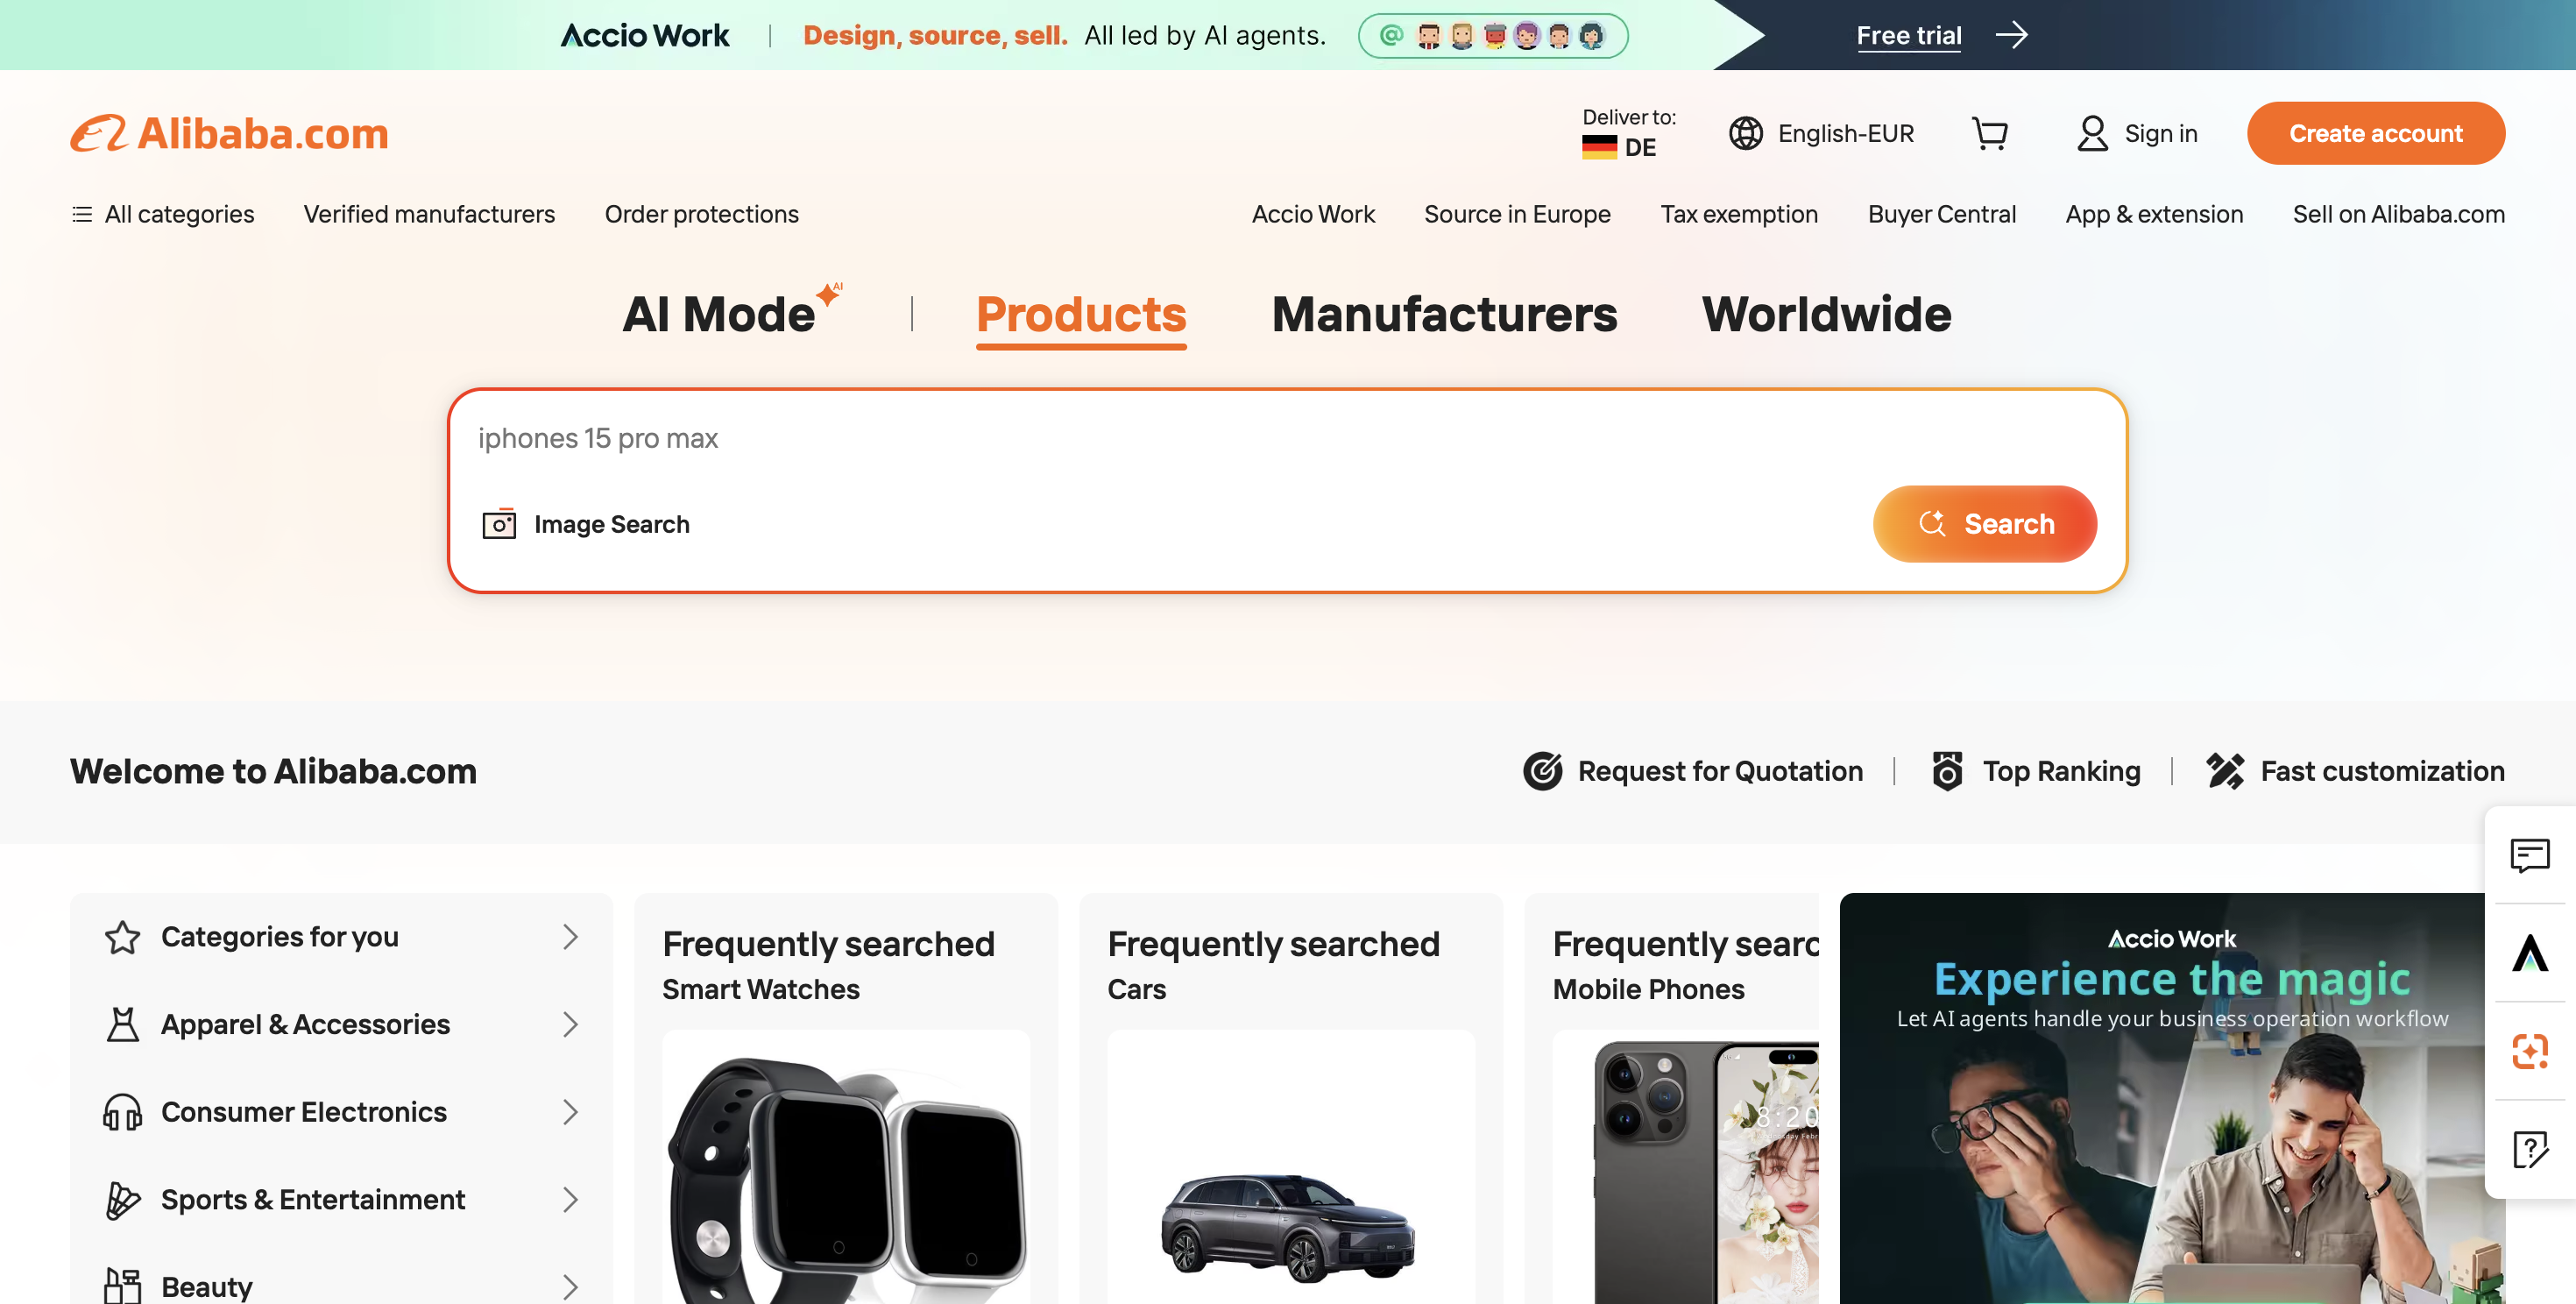 Accio Work
Design, source, sell. All led by AI agents.
@
Free trial
Alibaba.com
Deliver to:
DE
English-EUR
Sign in
Create account
All categories
Verified manufacturers
Order protections
Accio Work
Source in Europe
Tax exemption
Buyer Central
App & extension
Sell on Alibaba.com
AI Mode
AI
Products
Manufacturers
Worldwide
iphones 15 pro max
Image Search
Search
Welcome to Alibaba.com
Request for Quotation
Top Ranking
Fast customization
Categories for you
Apparel & Accessories
Consumer Electronics
Sports & Entertainment
Beauty
Frequently searched
Smart Watches
Frequently searched
Cars
Frequently searc
Mobile Phones
8:20
Accio Work
Experience the magic
Let AI agents handle your business operation workflow